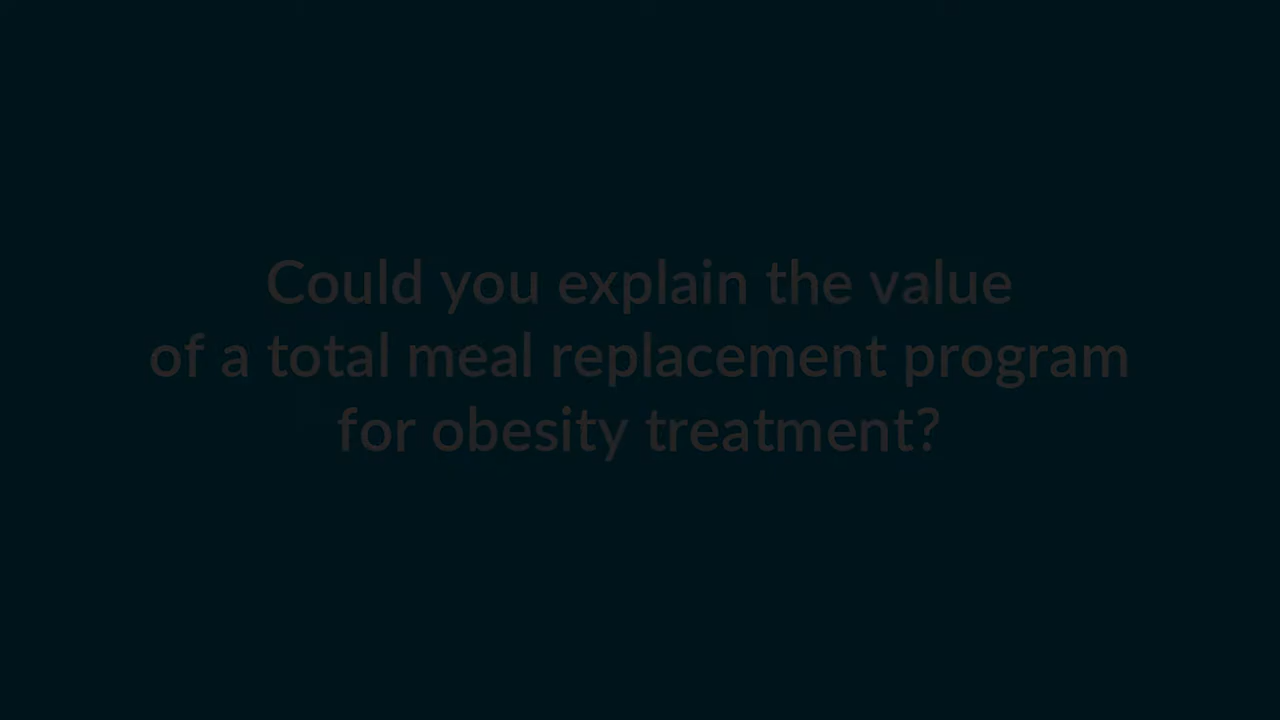 Could you explain the value
of a total meal replacement program
for obesity treatment?